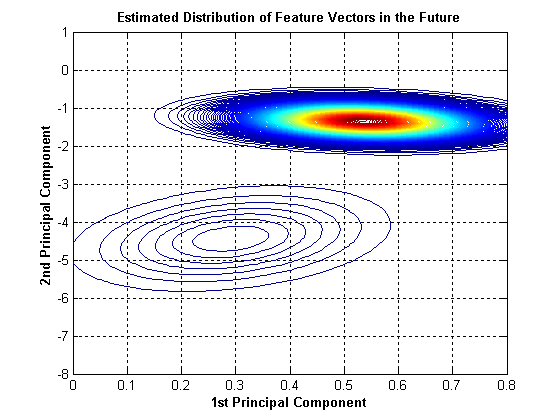 Estimated Distribution of Feature Vectors in the Future
1
0
-1
-2
-3
-4
-5
-6
-7
-8
2nd Principal Component
0 0.1 0.2 0.3 0.4 0.5 0.6 0.7 0.8
1st Principal Component